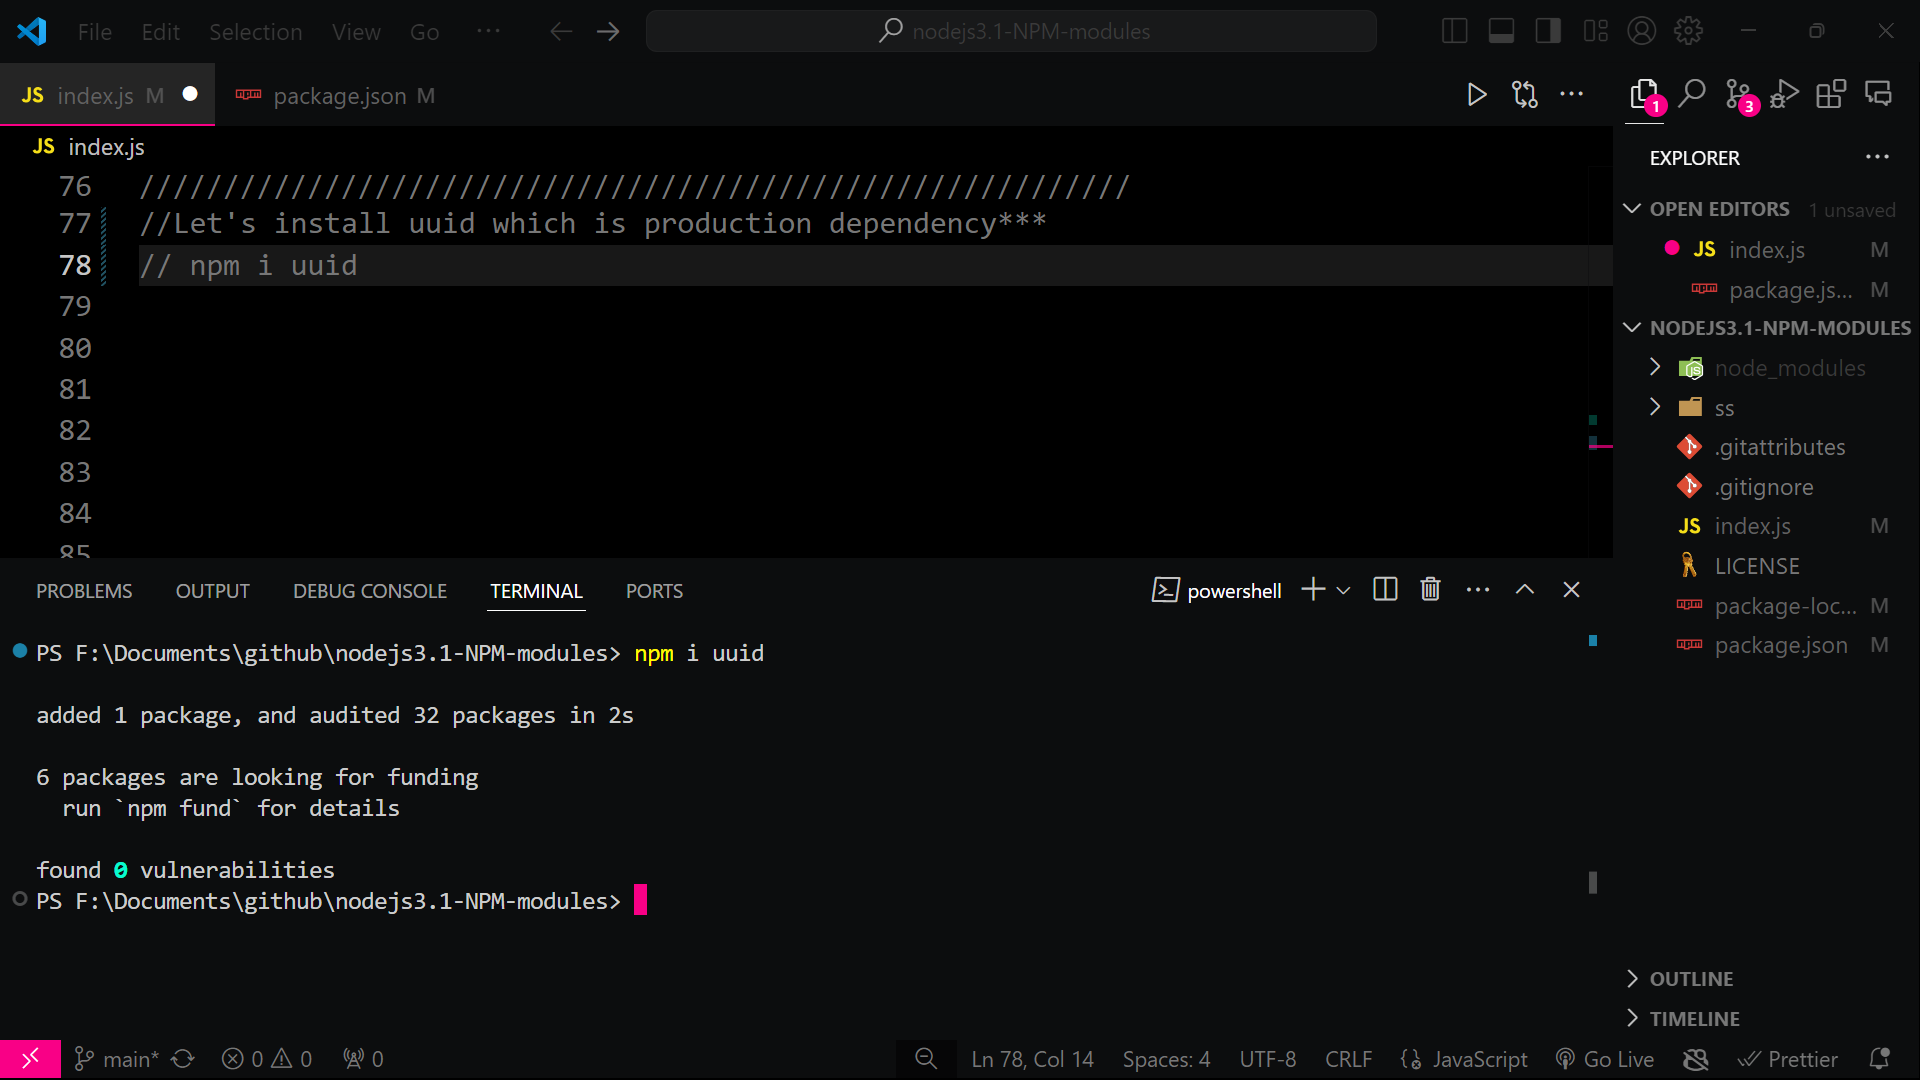 File Edit Selection View Go ···
nodejs3.1-NPM-modules
JS index.js M
package.json M
1
3
JS index.js
76 ///////////////////////////////////////////////////////////
77 //Let's install uuid which is production dependency***
78 // npm i uuid
79
80
81
82
83
84
85
EXPLORER
OPEN EDITORS 1 unsaved
JS index.js M
package.js... M
NODEJS3.1-NPM-MODULES
node_modules
ss
.gitattributes
.gitignore
JS index.js M
LICENSE
package-loc... M
package.json M
OUTLINE
TIMELINE
PROBLEMS OUTPUT DEBUG CONSOLE TERMINAL PORTS
powershell
PS F:\Documents\github\nodejs3.1-NPM-modules> npm i uuid
added 1 package, and audited 32 packages in 2s
6 packages are looking for funding
run `npm fund` for details
found 0 vulnerabilities
PS F:\Documents\github\nodejs3.1-NPM-modules>
main* 0 0 0 Ln 78, Col 14 Spaces: 4 UTF-8 CRLF {} JavaScript Go Live Prettier